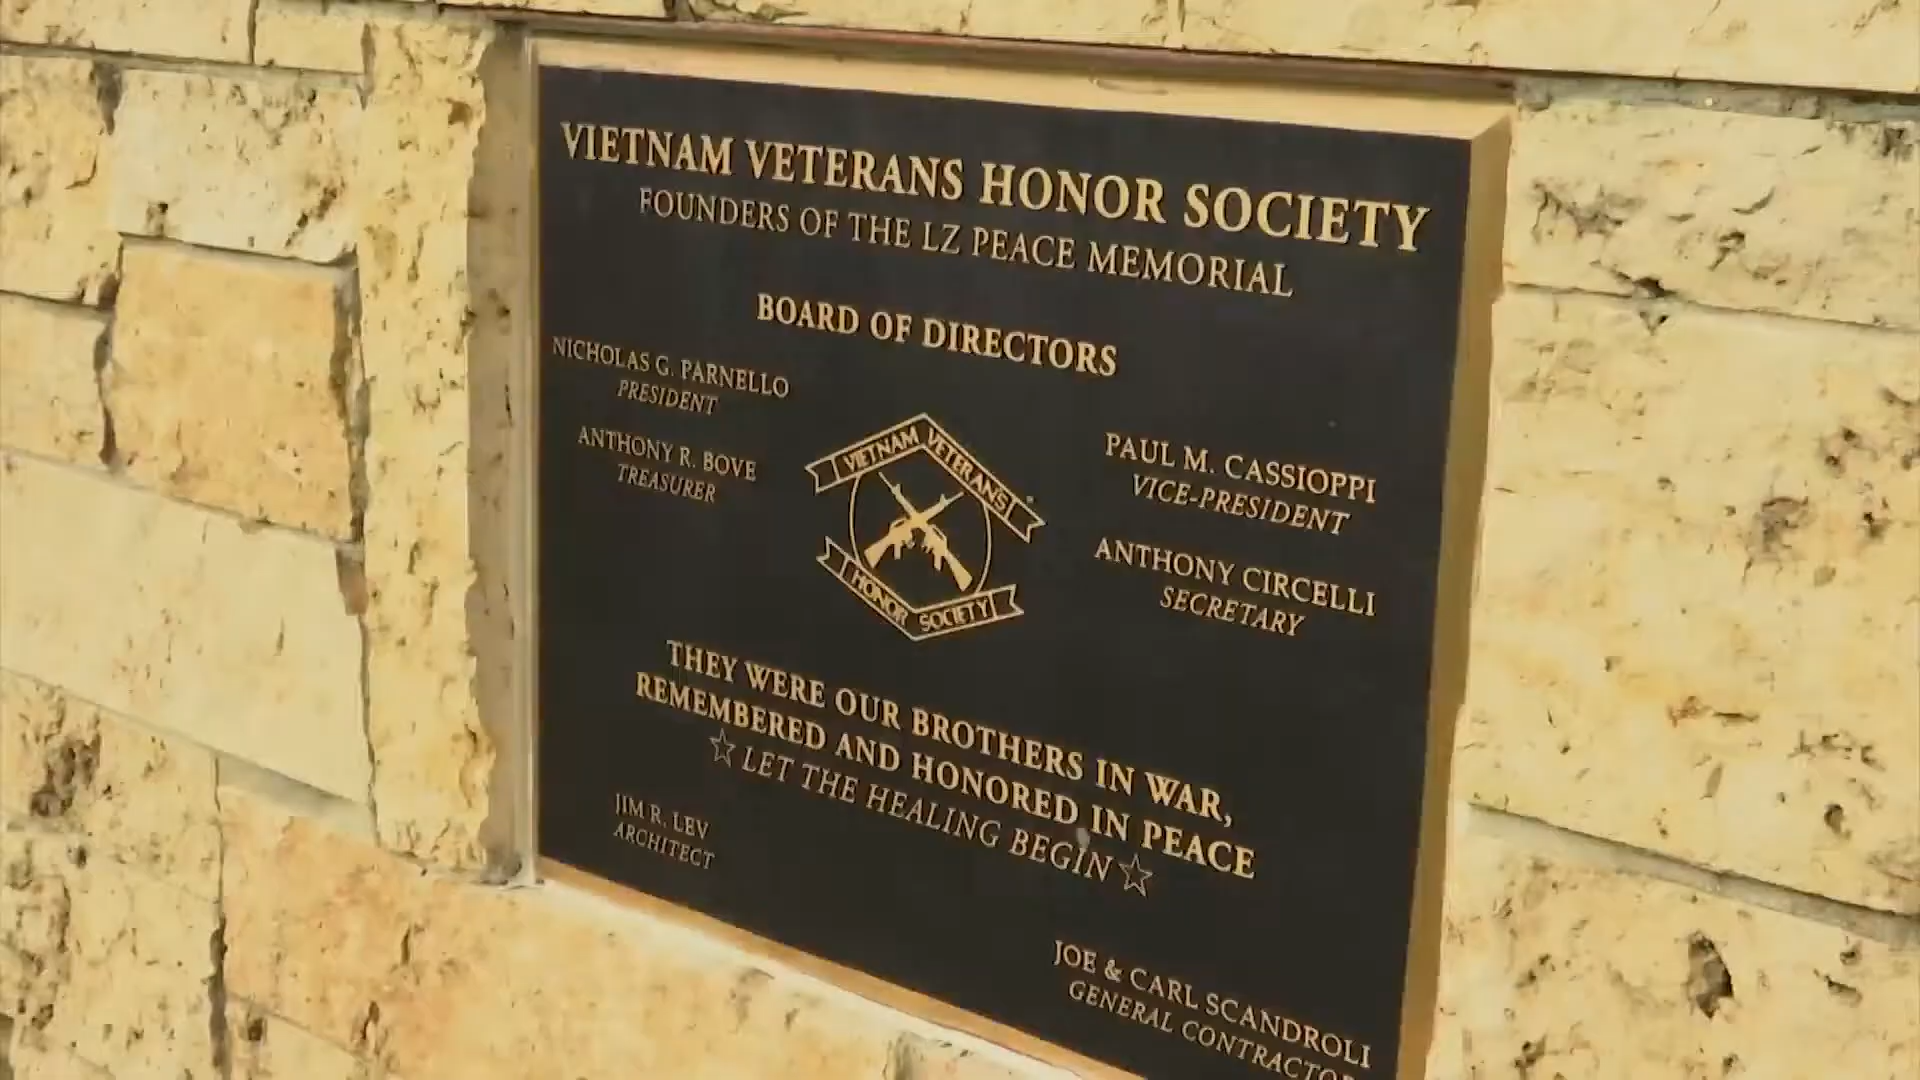 VIETNAM VETERANS HONOR SOCIETY
FOUNDERS OF THE LZ PEACE MEMORIAL
BOARD OF DIRECTORS
NICHOLAS G. PARNELLO
PRESIDENT
ANTHONY R. BOVE
TREASURER
VIETNAM VETERANS
HONOR SOCIETY
PAUL M. CASSIOPPI
VICE-PRESIDENT
ANTHONY CIRCELLI
SECRETARY
THEY WERE OUR BROTHERS IN WAR,
REMEMBERED AND HONORED IN PEACE
☆ LET THE HEALING BEGIN ☆
JIM R. LEV
ARCHITECT
JOE & CARL SCANDROLI
GENERAL CONTRACTOR